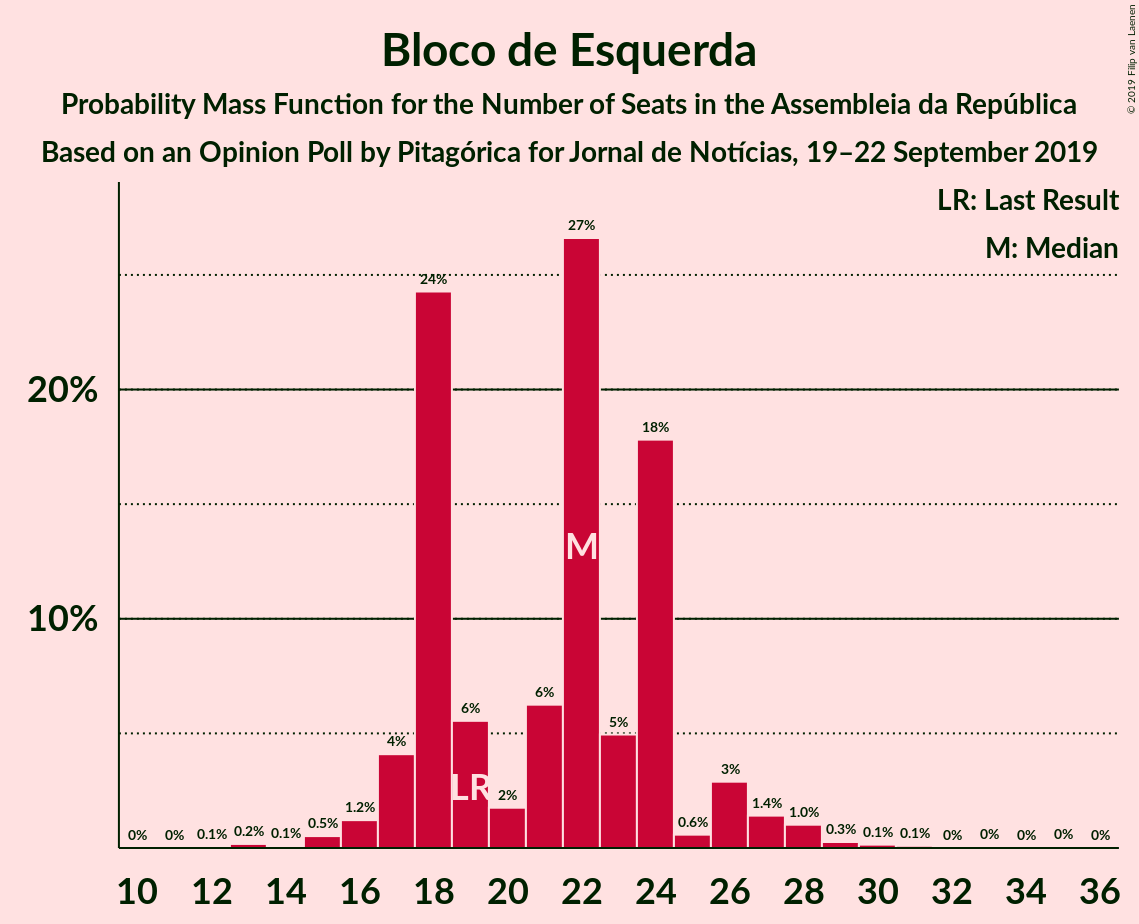 Bloco de Esquerda
Probability Mass Function for the Number of Seats in the Assembleia da República
Based on an Opinion Poll by Pitagórica for Jornal de Notícias, 19–22 September 2019
© 2019 Filip van Laenen
LR: Last Result
M: Median
27%
24%
20%
18%
M
10%
6%
6%
5%
4%
3%
LR
2%
1.2%
1.4%
1.0%
0% 0% 0.1% 0.2% 0.1% 0.5% 0.6% 0.3% 0.1% 0.1% 0% 0% 0% 0% 0%
10 12 14 16 18 20 22 24 26 28 30 32 34 36